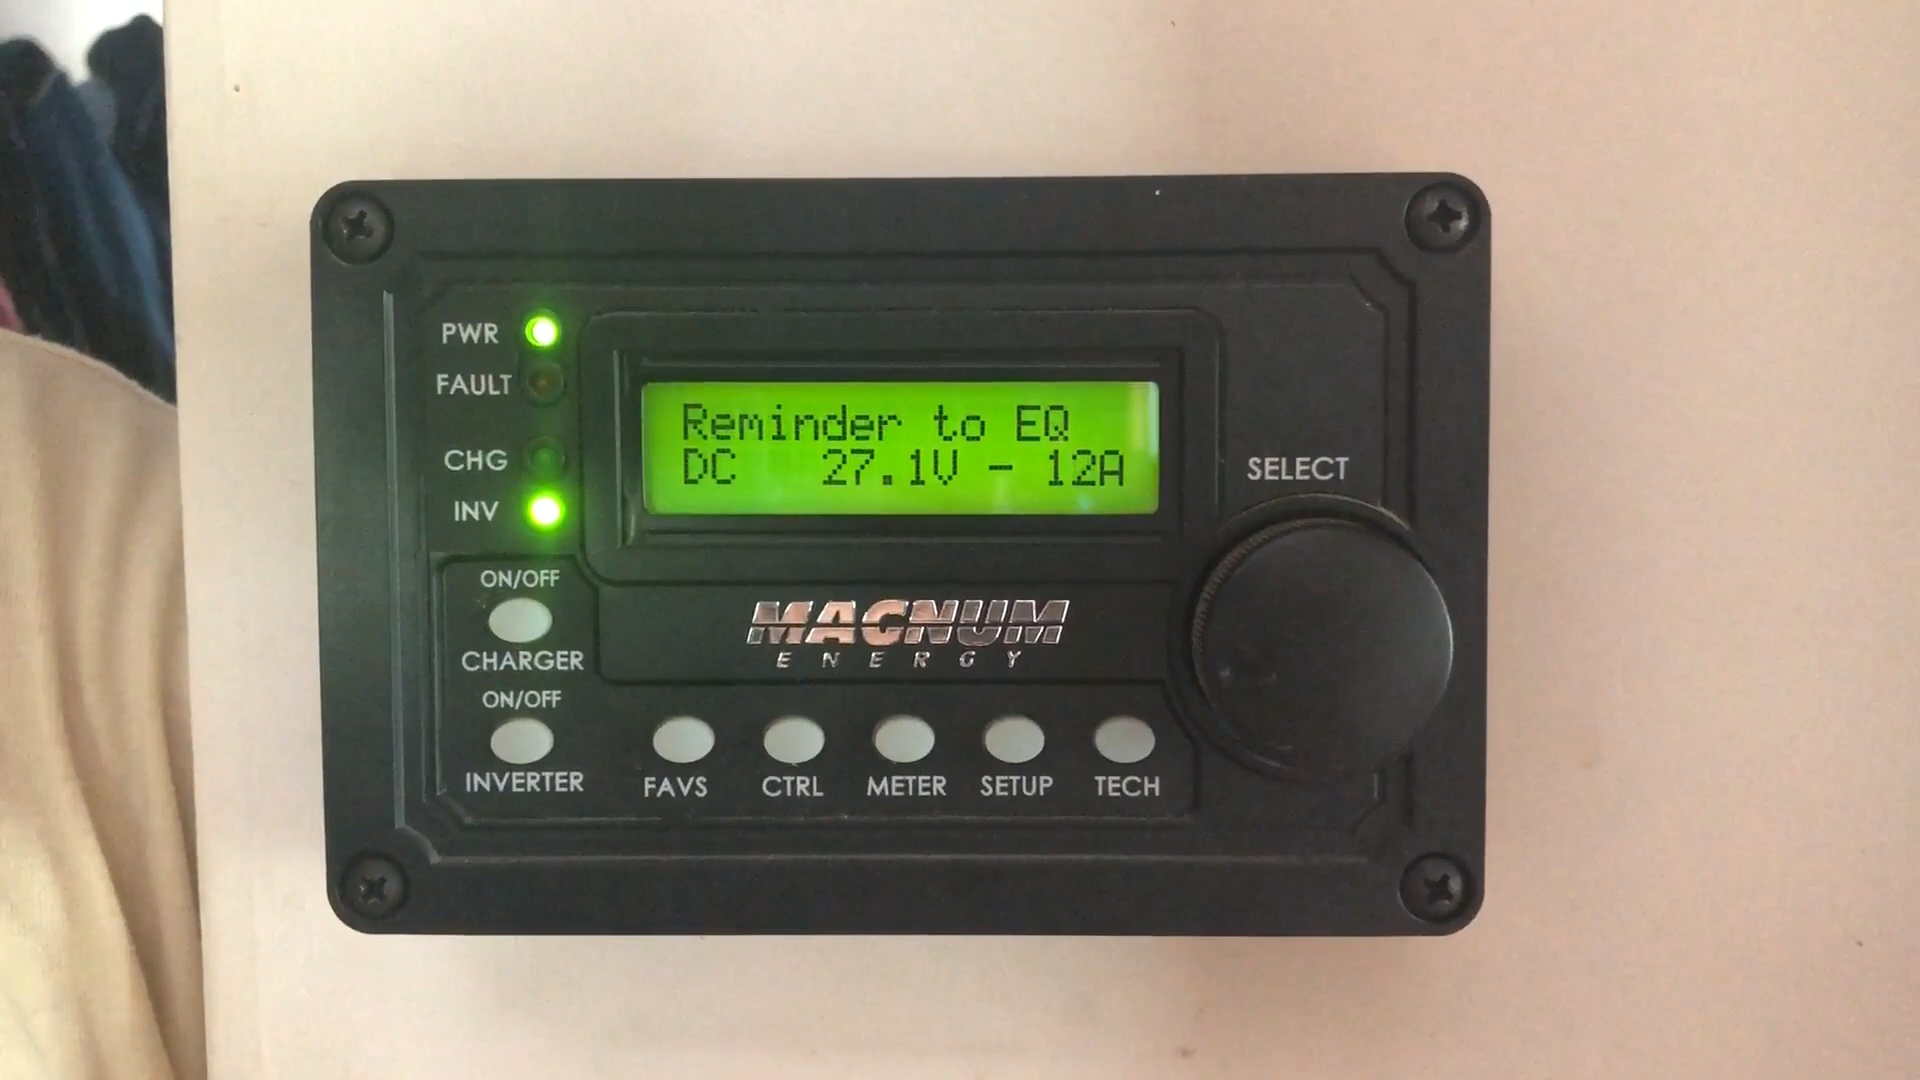 PWR
FAULT
CHG
INV
Reminder to EQ
DC 27.1V - 12A
SELECT
ON/OFF
CHARGER
ON/OFF
INVERTER
MAGNUM
ENERGY
FAVS
CTRL
METER
SETUP
TECH